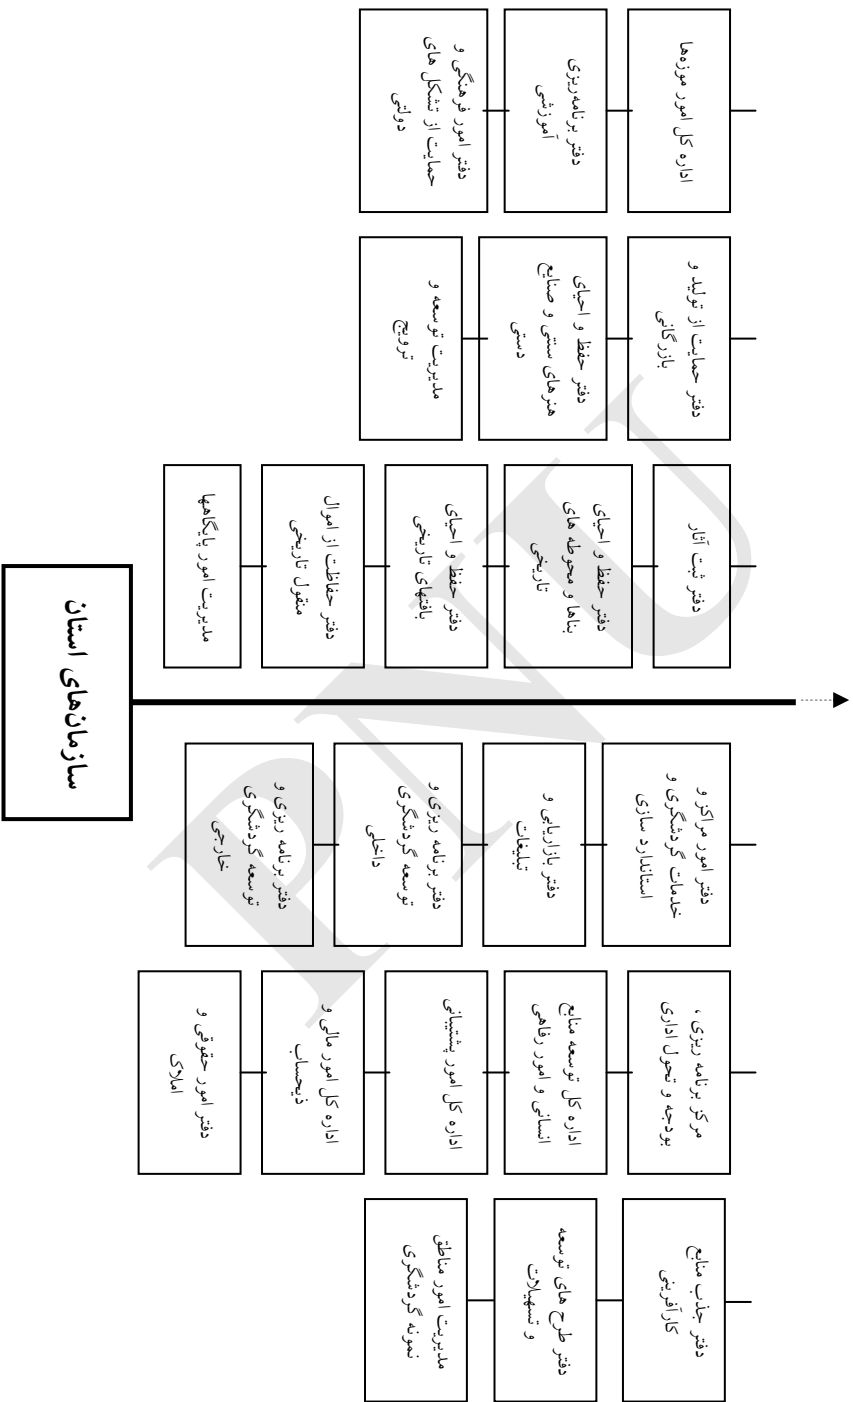 اداره کل امور موزه‌ها
دفتر برنامه‌ریزی
آموزشی
دفتر امور فرهنگی و
حمایت از تشکل های
دولتی
دفتر حمایت از تولید و
بازرگانی
دفتر حفظ و احیای
هنرهای سنتی و صنایع
دستی
مدیریت توسعه و
ترویج
دفتر ثبت آثار
دفتر حفظ و احیای
بناها و محوطه های
تاریخی
دفتر حفظ و احیای
بافتهای تاریخی
دفتر حفاظت از اموال
منقول تاریخی
مدیریت امور پایگاهها
دفتر امور مراکز و
خدمات گردشگری و
استاندارد سازی
دفتر بازاریابی و
تبلیغات
دفتر برنامه ریزی و
توسعه گردشگری
داخلی
دفتر برنامه ریزی و
توسعه گردشگری
خارجی
مرکز برنامه ریزی ،
بودجه و تحول اداری
اداره کل توسعه منابع
انسانی و امور رفاهی
اداره کل امور پشتیبانی
اداره کل امور مالی و
ذیحساب
دفتر امور حقوقی و
املاک
دفتر جذب منابع
کارآفرینی
دفتر طرح های توسعه
و تسهیلات
مدیریت امور مناطق
نمونه گردشگری
سازمان‌های استان
PNU